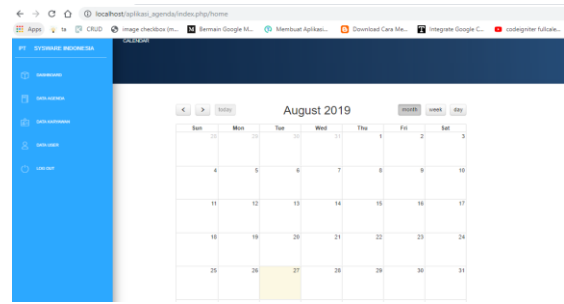 localhost/aplikasi_agenda/index.php/home
Apps ta CRUD image checkbox (m... Bermain Google M... Membuat Aplikasi... Download Cara Me... Integrate Google C... codeigniter fullcale...
PT SYSWARE INDONESIA
CALENDAR
DASHBOARD
DATA AGENDA
DATA KARYAWAN
DATA USER
LOG OUT
< > today August 2019 month week day
Sun Mon Tue Wed Thu Fri Sat
28 29 30 31 1 2 3
4 5 6 7 8 9 10
11 12 13 14 15 16 17
18 19 20 21 22 23 24
25 26 27 28 29 30 31